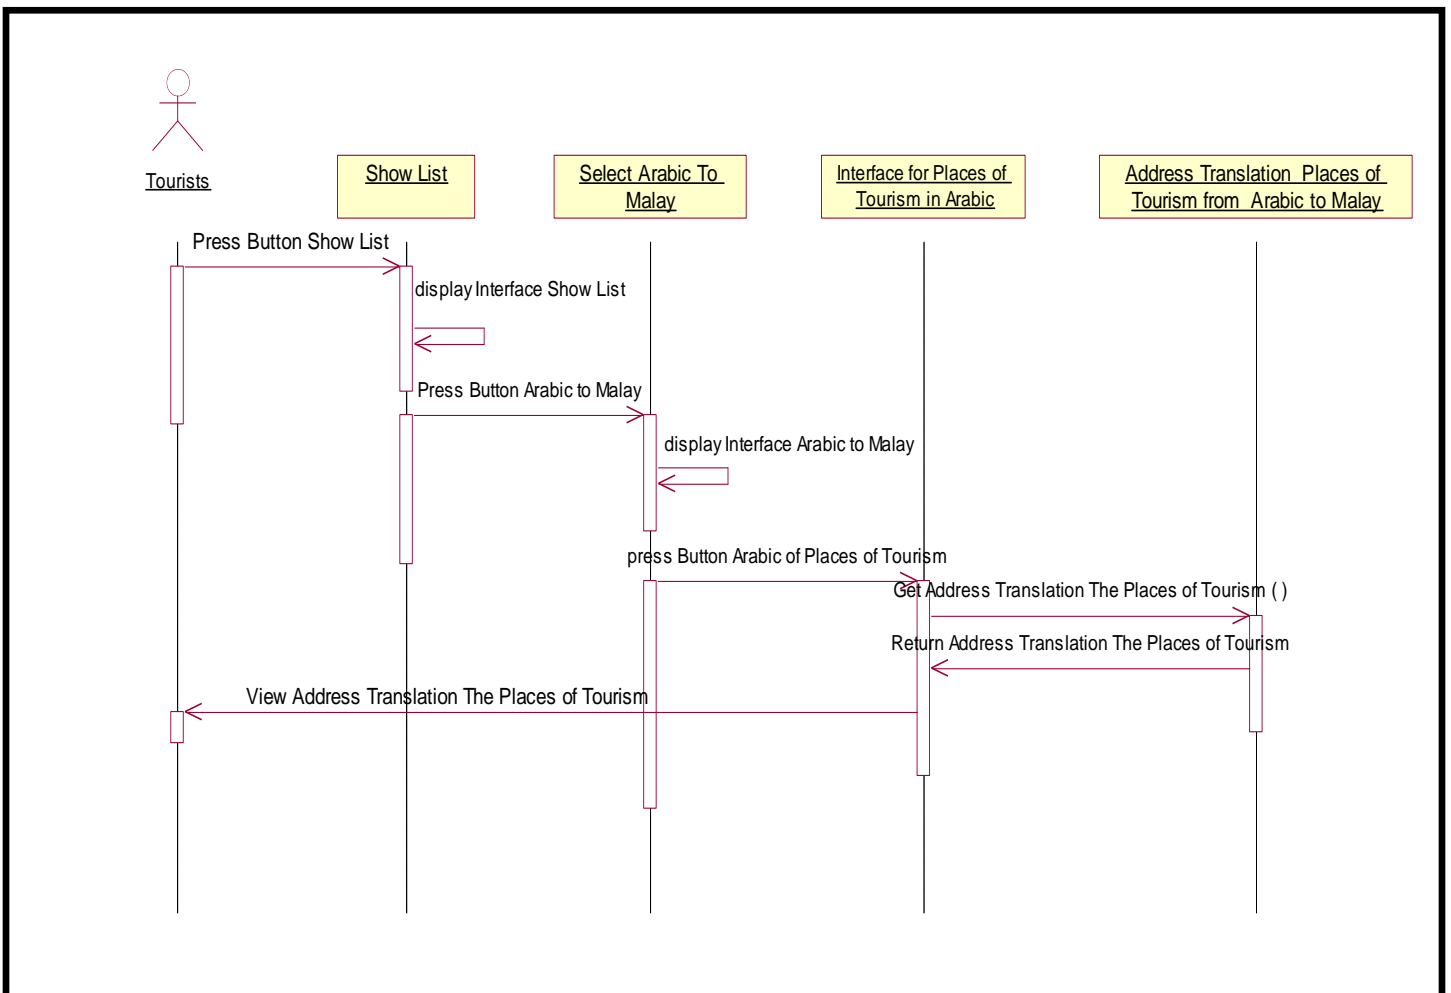 Tourists
Show List
Select Arabic To
Malay
Interface for Places of
Tourism in Arabic
Address Translation Places of
Tourism from Arabic to Malay
Press Button Show List
display Interface Show List
Press Button Arabic to Malay
display Interface Arabic to Malay
press Button Arabic of Places of Tourism
Get Address Translation The Places of Tourism ( )
Return Address Translation The Places of Tourism
View Address Translation The Places of Tourism